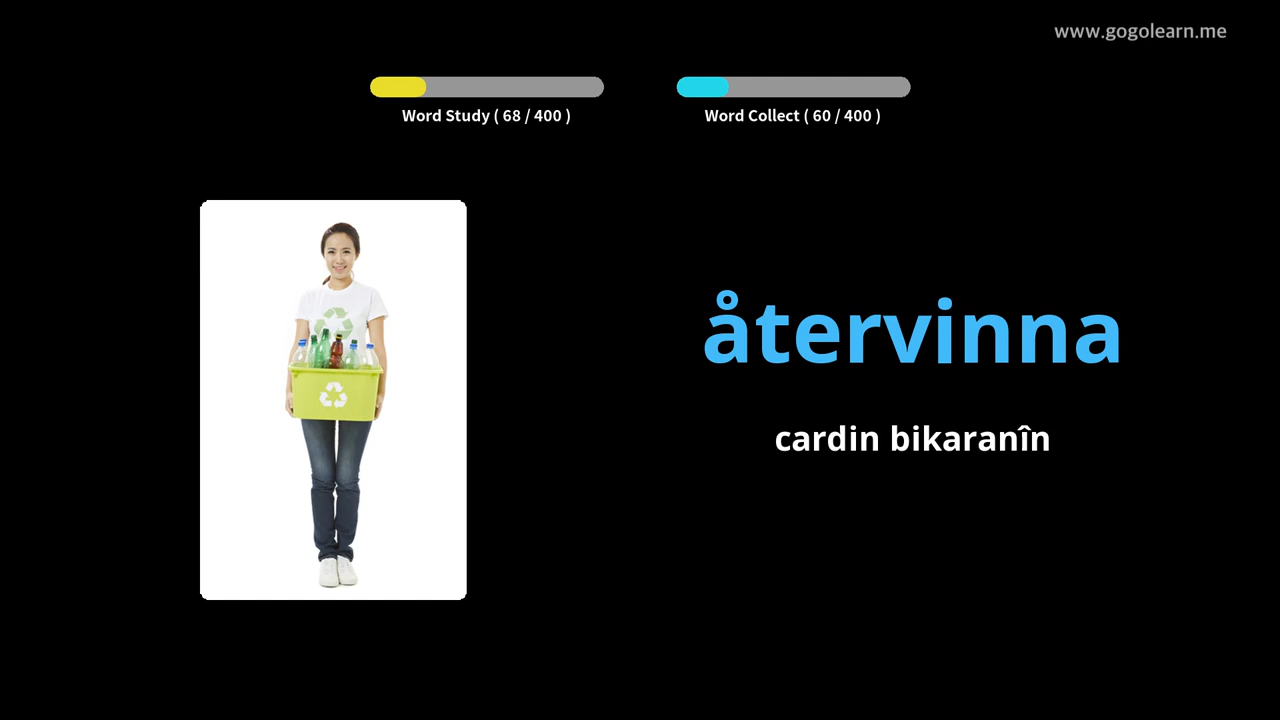 www.gogolearn.me
Word Study ( 68 / 400 )
Word Collect ( 60 / 400 )
återvinna
cardin bikaranîn